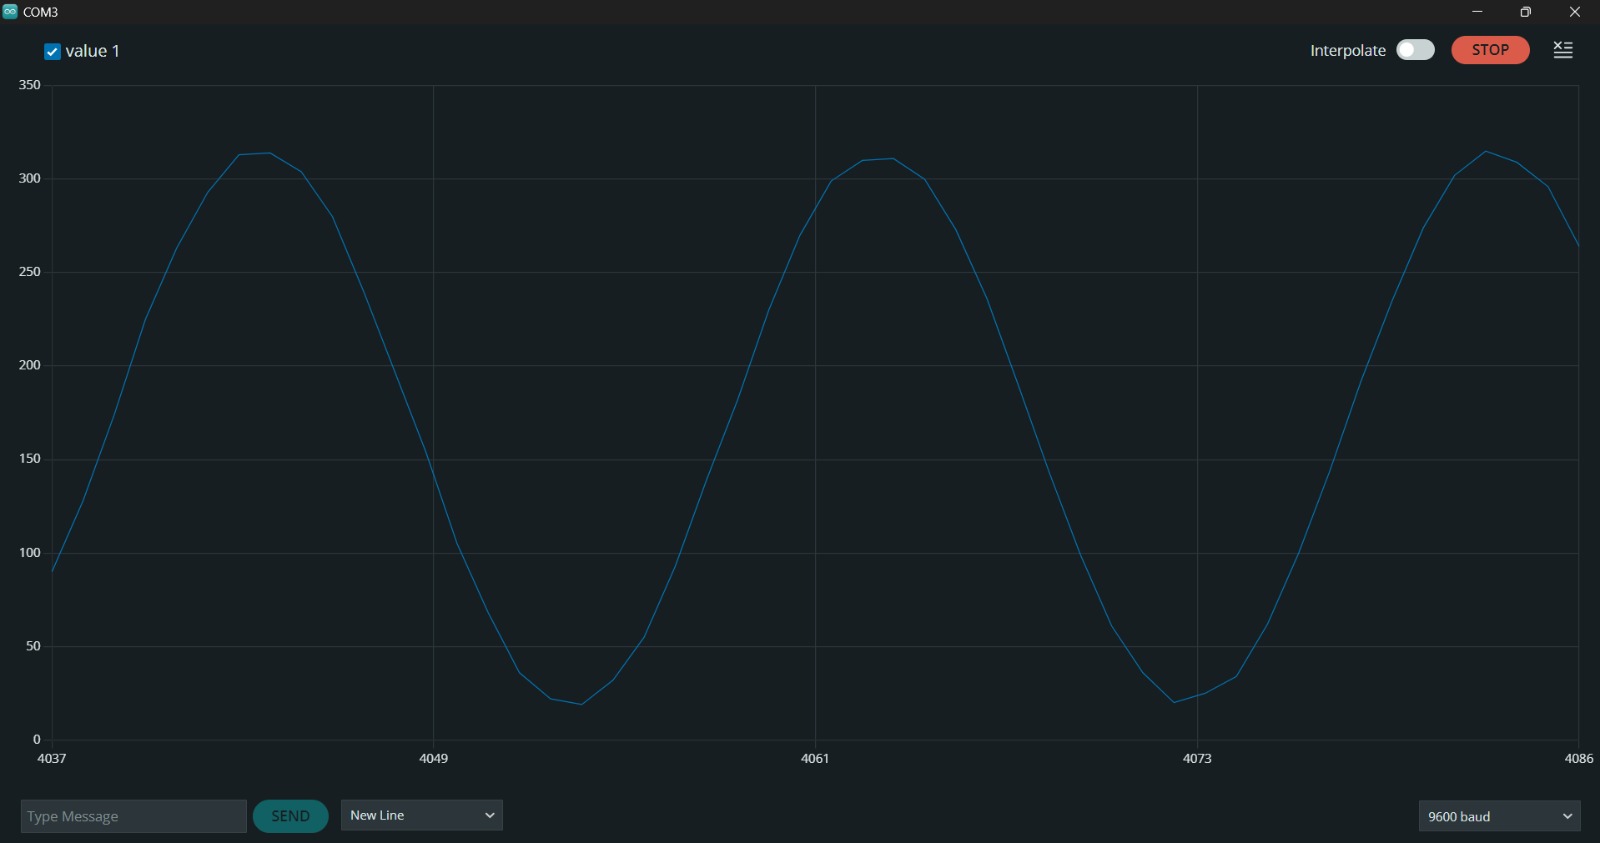 COM3
value 1
Interpolate
STOP
350
300
250
200
150
100
50
0
4037 4049 4061 4073 4086
Type Message SEND New Line 9600 baud